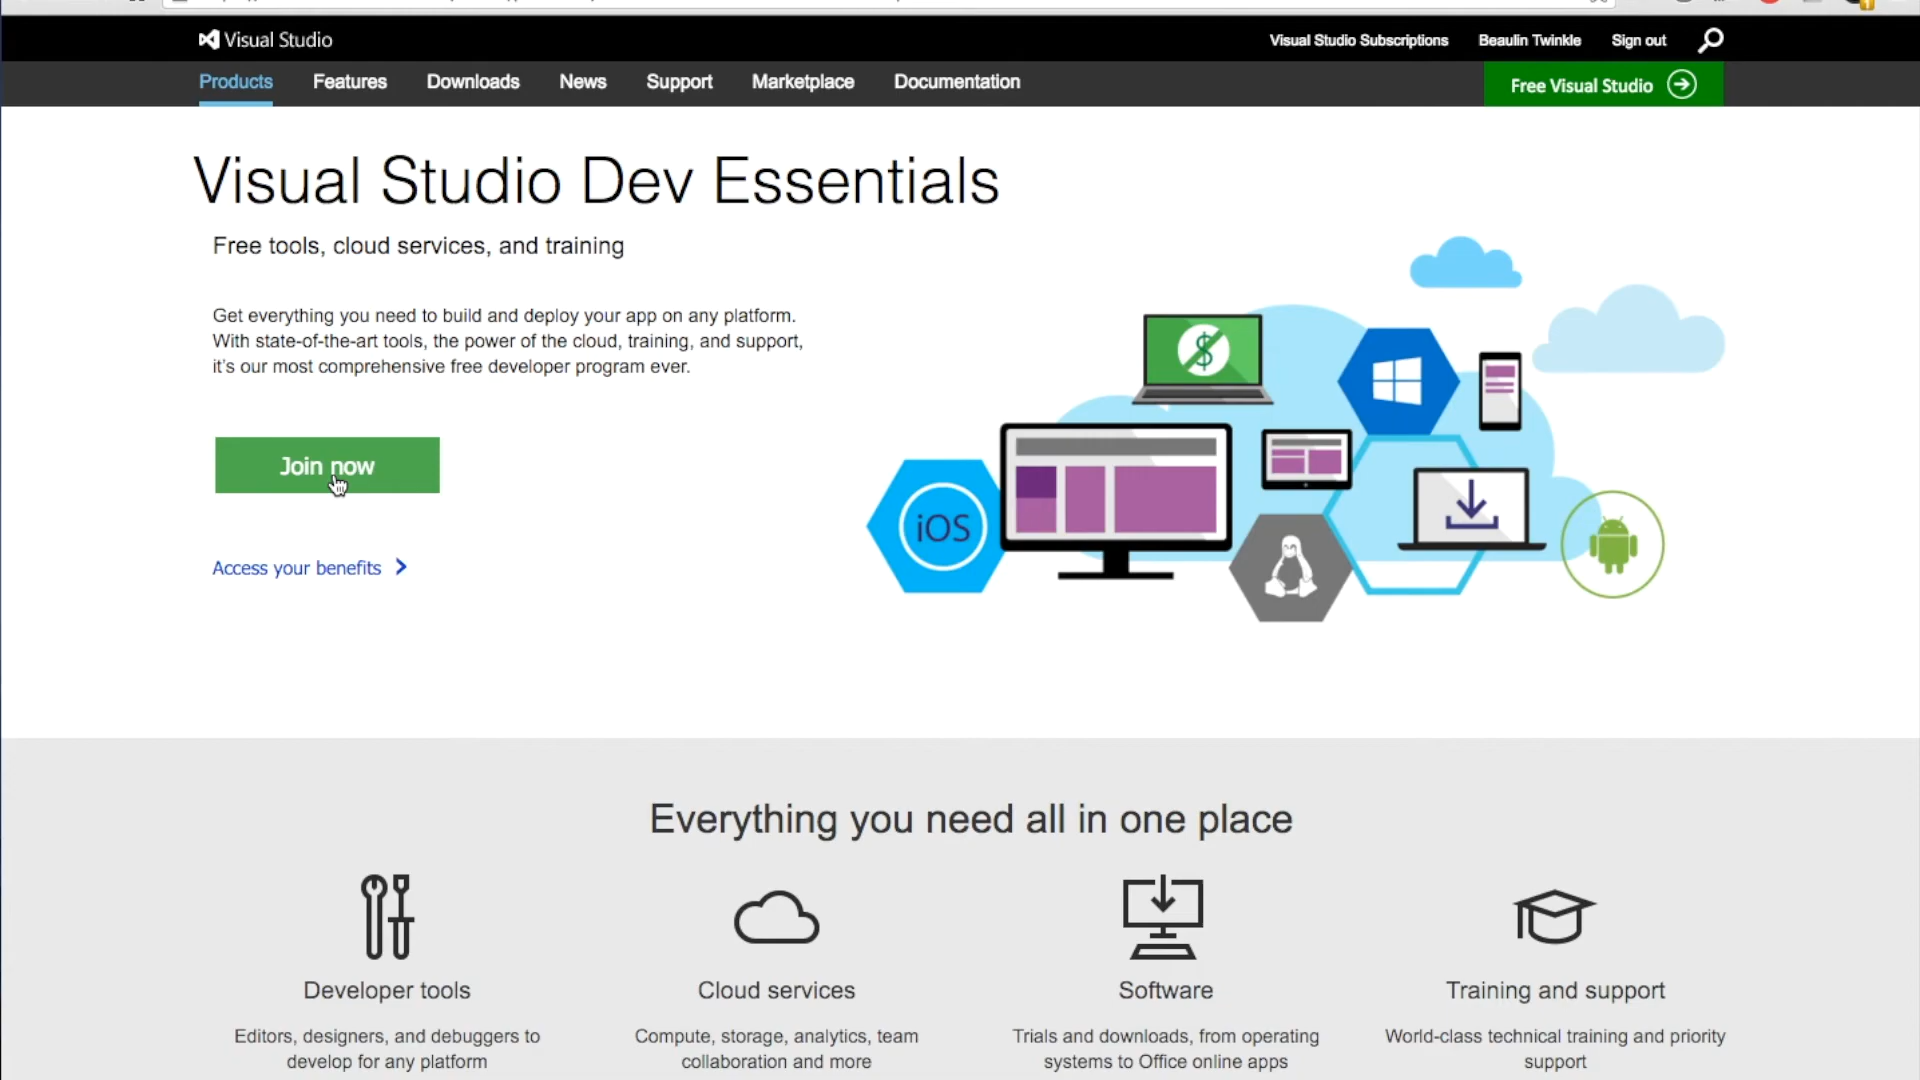 Visual Studio
Visual Studio Subscriptions
Beaulin Twinkle
Sign out
Products
Features
Downloads
News
Support
Marketplace
Documentation
Free Visual Studio
Visual Studio Dev Essentials
Free tools, cloud services, and training
Get everything you need to build and deploy your app on any platform.
With state-of-the-art tools, the power of the cloud, training, and support,
it's our most comprehensive free developer program ever.
Join now
Access your benefits
$
iOS
Everything you need all in one place
Developer tools
Cloud services
Software
Training and support
Editors, designers, and debuggers to
develop for any platform
Compute, storage, analytics, team
collaboration and more
Trials and downloads, from operating
systems to Office online apps
World-class technical training and priority
support